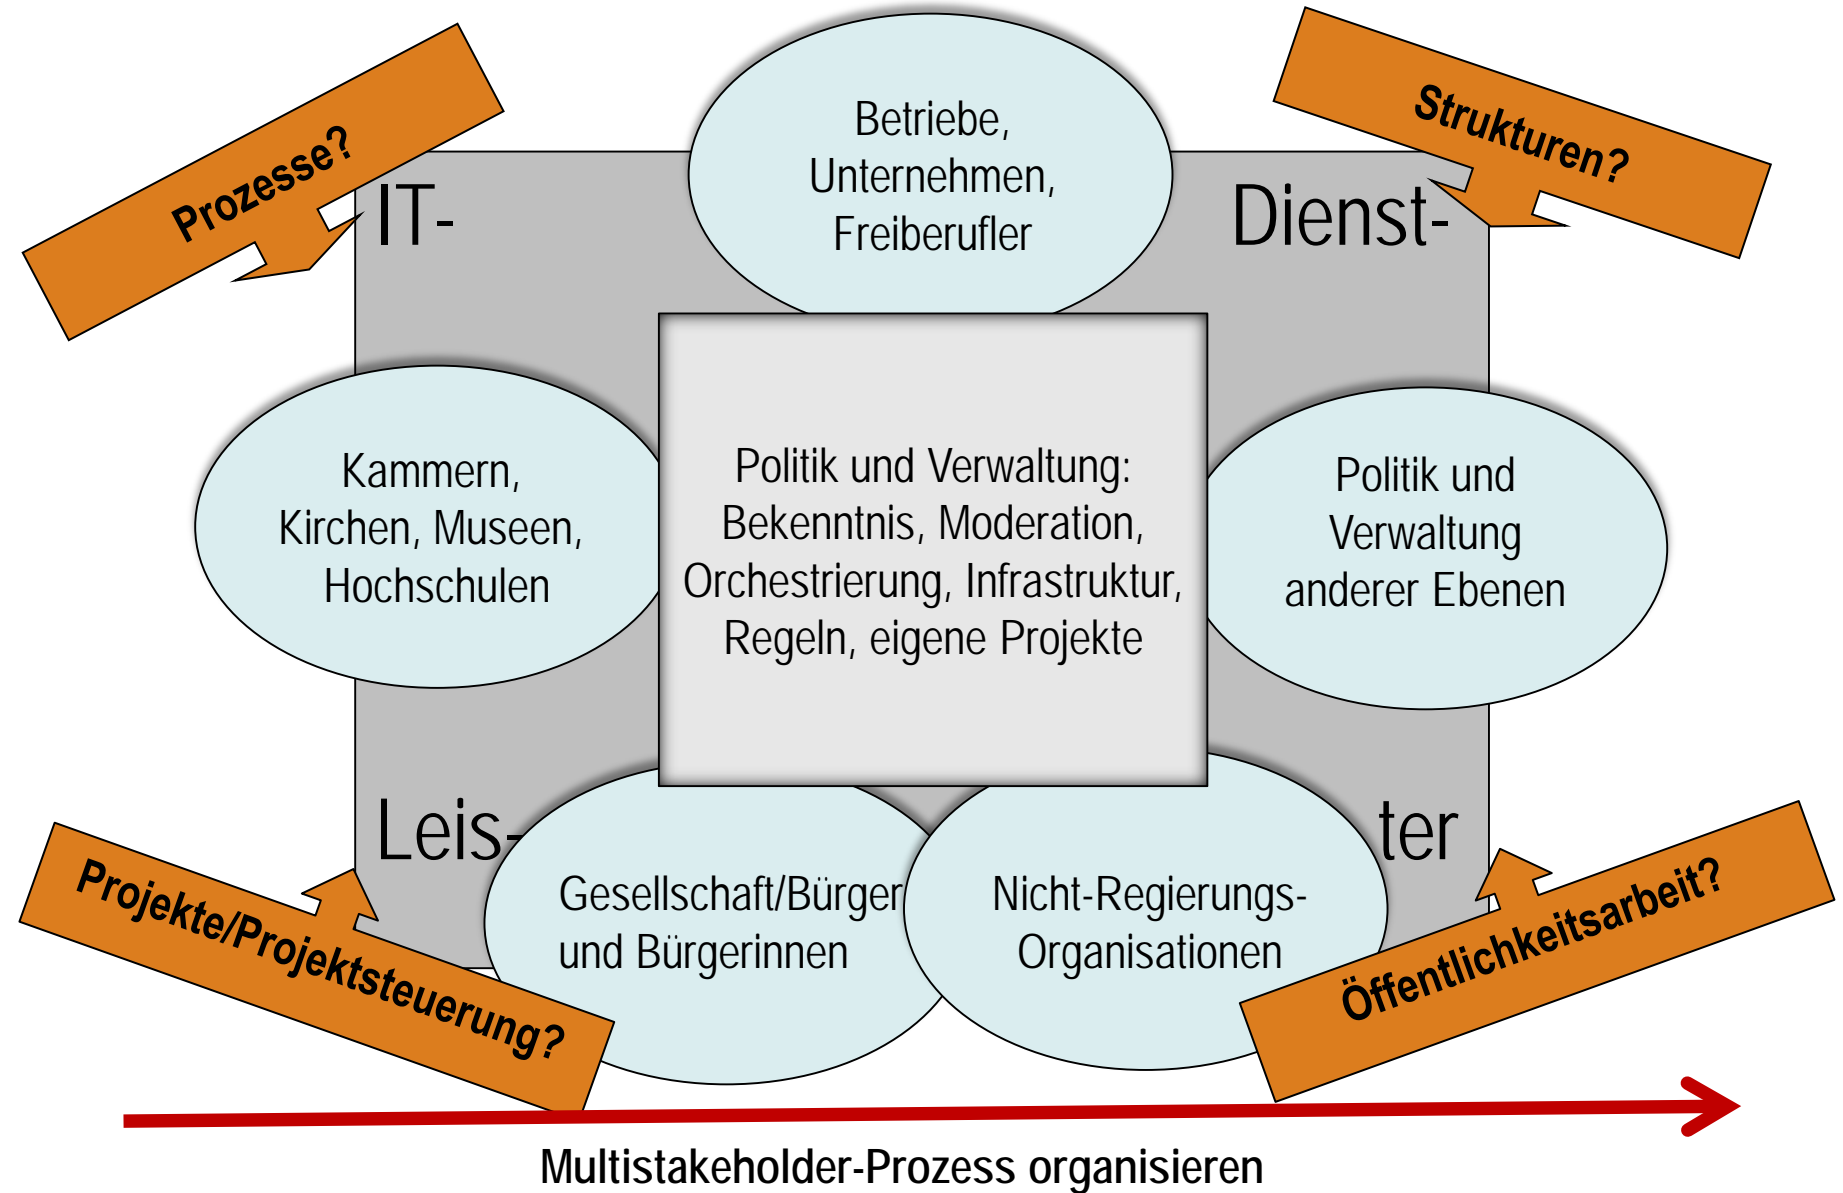 Prozesse?
Strukturen?
Betriebe,
Unternehmen,
Freiberufler
IT-
Dienst-
Kammern,
Kirchen, Museen,
Hochschulen
Politik und Verwaltung:
Bekenntnis, Moderation,
Orchestrierung, Infrastruktur,
Regeln, eigene Projekte
Politik und
Verwaltung
anderer Ebenen
Leis-
ter
Gesellschaft/Bürger
und Bürgerinnen
Nicht-Regierungs-
Organisationen
Projekte/Projektsteuerung?
Öffentlichkeitsarbeit?
Multistakeholder-Prozess organisieren